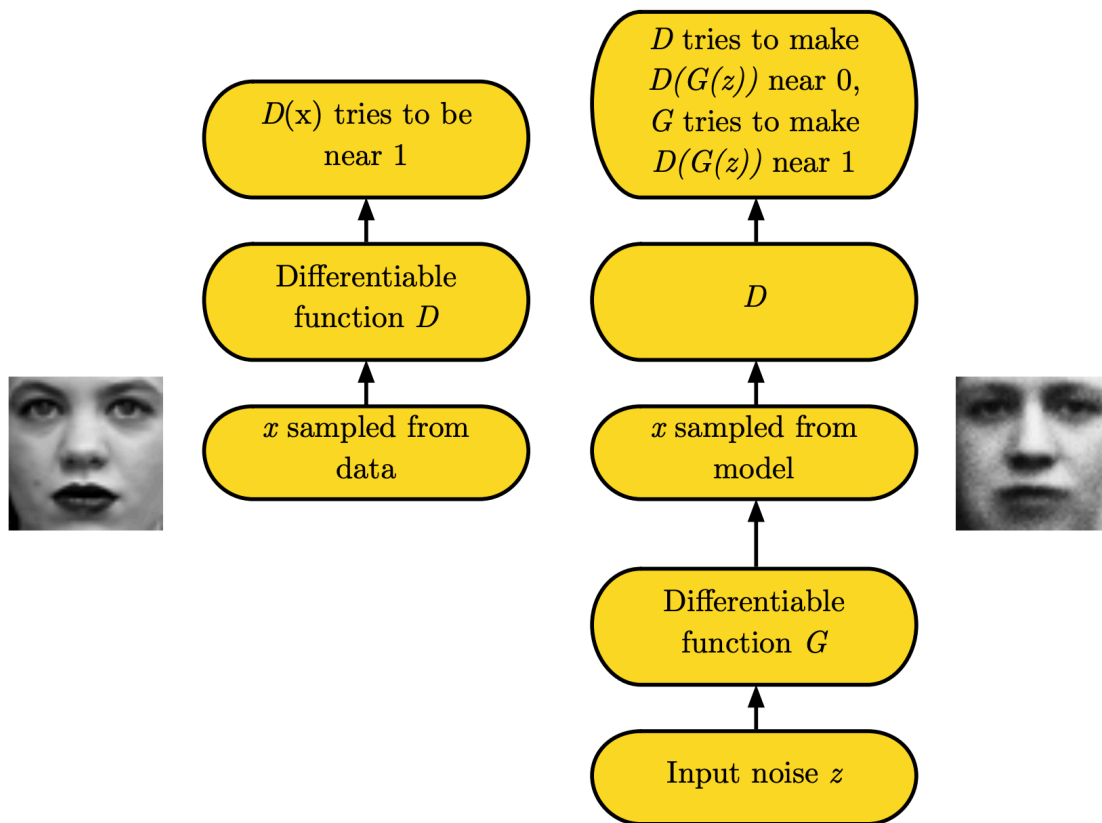 D(x) tries to be
near 1
Differentiable
function D
x sampled from
data
D tries to make
D(G(z)) near 0,
G tries to make
D(G(z)) near 1
D
x sampled from
model
Differentiable
function G
Input noise z